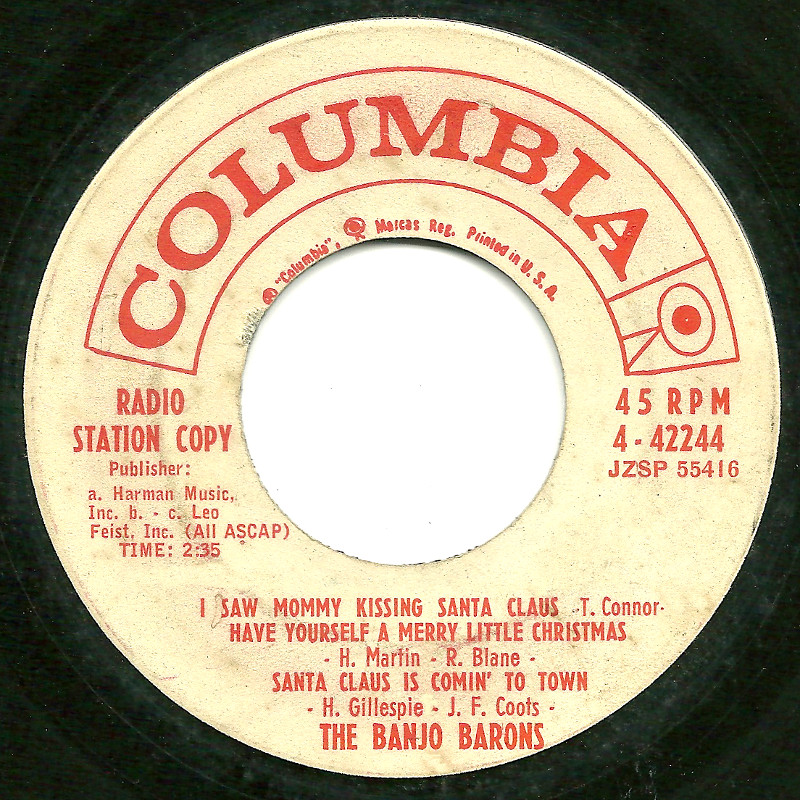 COLUMBIA
® "Columbia", Marcas Reg. Printed in U.S.A.
RADIO
STATION COPY
Publisher:
a. Harman Music,
Inc. b. - c. Leo
Feist, Inc. (All ASCAP)
TIME: 2:35
45 RPM
4-42244
JZSP 55416
I SAW MOMMY KISSING SANTA CLAUS -T. Connor-
HAVE YOURSELF A MERRY LITTLE CHRISTMAS
- H. Martin - R. Blane -
SANTA CLAUS IS COMIN' TO TOWN
- H. Gillespie - J. F. Coots -
THE BANJO BARONS